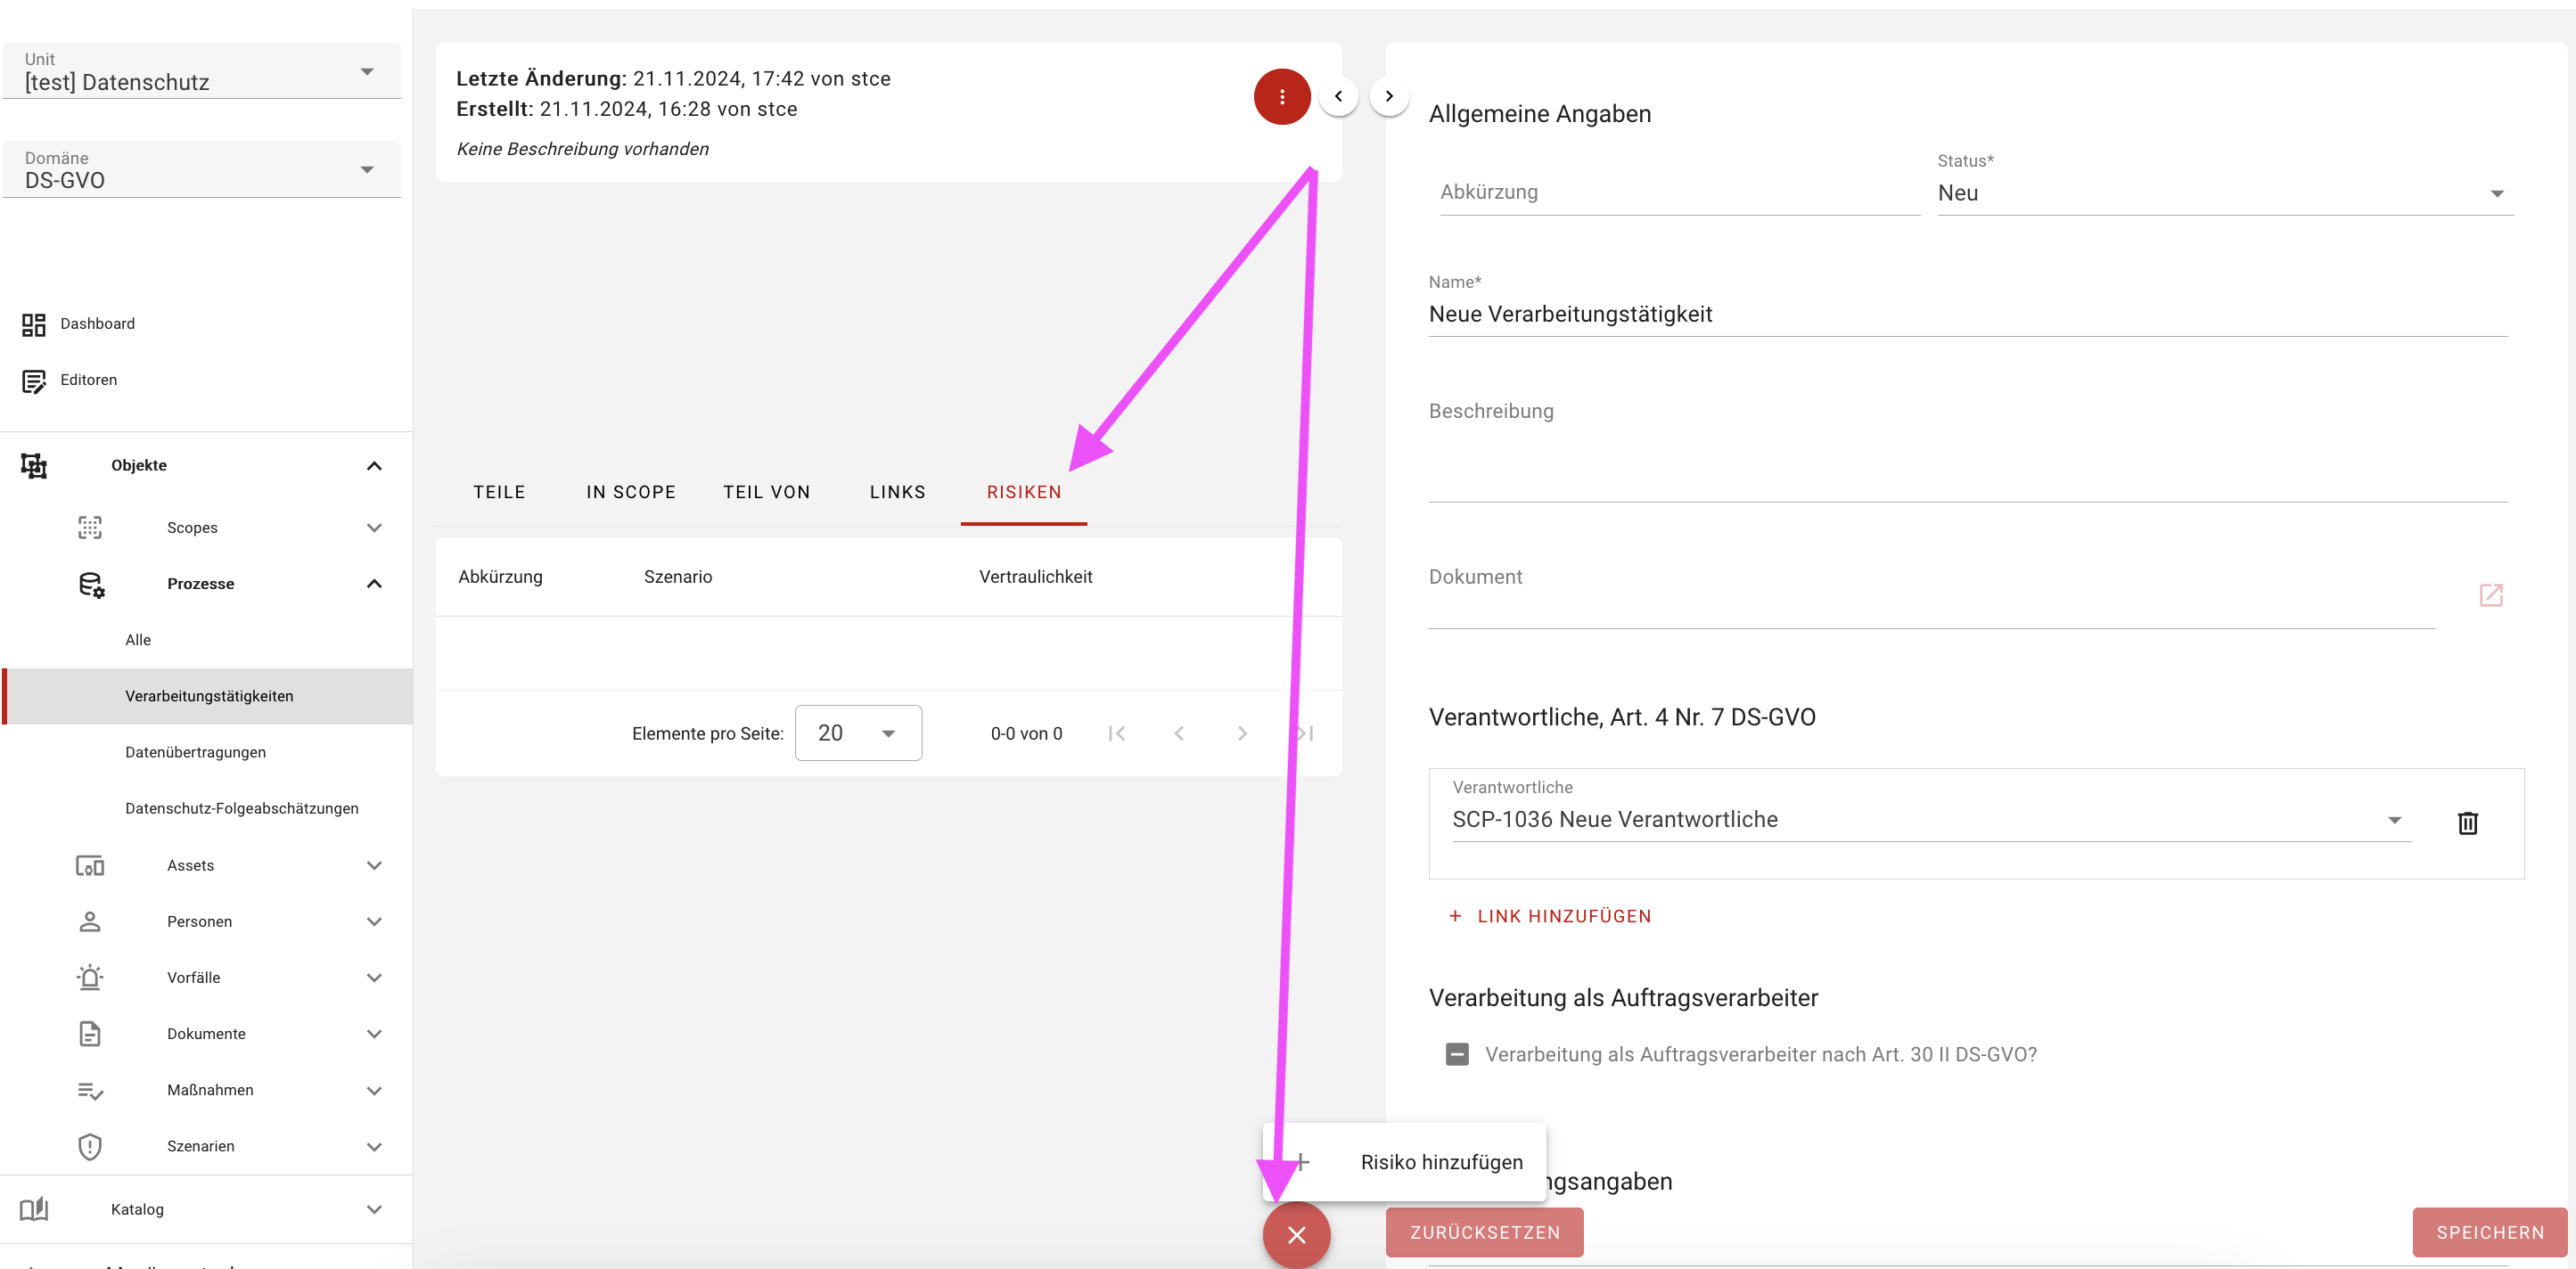 Unit
[test] Datenschutz
Domäne
DS-GVO
Dashboard
Editoren
Objekte
Scopes
Prozesse
Alle
Verarbeitungstätigkeiten
Datenübertragungen
Datenschutz-Folgeabschätzungen
Assets
Personen
Vorfälle
Dokumente
Maßnahmen
Szenarien
Katalog
Letzte Änderung: 21.11.2024, 17:42 von stce
Erstellt: 21.11.2024, 16:28 von stce
Keine Beschreibung vorhanden
TEILE IN SCOPE TEIL VON LINKS RISIKEN
Abkürzung Szenario Vertraulichkeit
Elemente pro Seite: 20 0-0 von 0
Risiko hinzufügen
Allgemeine Angaben
Abkürzung
Status*
Neu
Name*
Neue Verarbeitungstätigkeit
Beschreibung
Dokument
Verantwortliche, Art. 4 Nr. 7 DS-GVO
Verantwortliche
SCP-1036 Neue Verantwortliche
+ LINK HINZUFÜGEN
Verarbeitung als Auftragsverarbeiter
Verarbeitung als Auftragsverarbeiter nach Art. 30 II DS-GVO?
ngsangaben
ZURÜCKSETZEN SPEICHERN